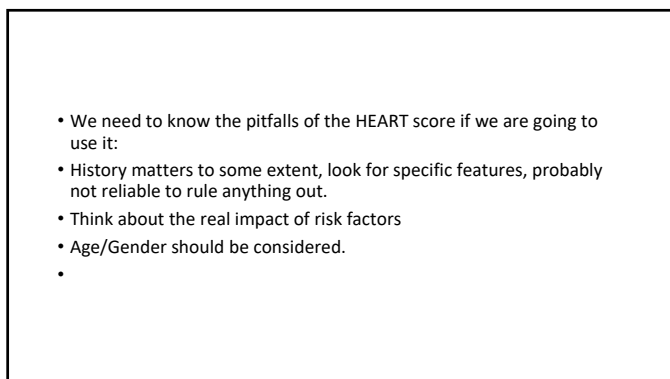 • We need to know the pitfalls of the HEART score if we are going to
use it:
• History matters to some extent, look for specific features, probably
not reliable to rule anything out.
• Think about the real impact of risk factors
• Age/Gender should be considered.
•